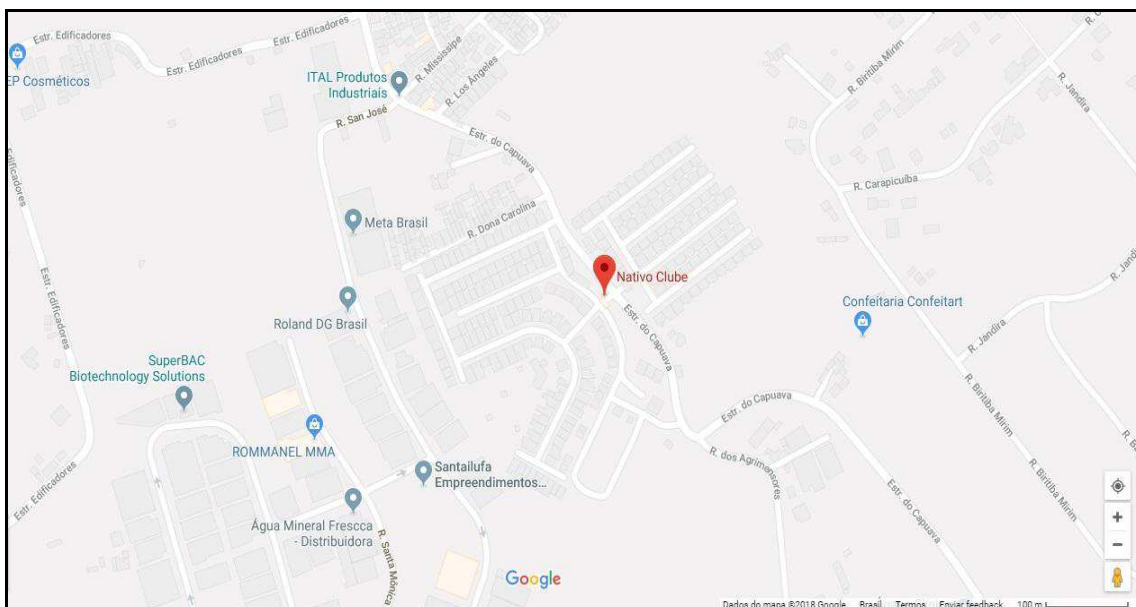 Estr. Edificadores
Estr. Edificadores
Estr. Edificadores
EP Cosméticos
ITAL Produtos
Industriais
R. Mississipe
R. Los Ángeles
R. San José
Estr. do Capuava
R. Biritiba Mirim
R. Jandira
R. Carapicuíba
Edificadores
Estr. Edificadores
Meta Brasil
R. Dona Carolina
Nativo Clube
Roland DG Brasil
Estr. do Capuava
Confeitaria Confeitart
R. Jandira
R. Jandira
SuperBAC
Biotechnology Solutions
ROMMANEL MMA
Estr. do Capuava
R. dos Agrimensores
R. Biritiba Mirim
Santailufa
Empreendimentos...
Estr. Edificadores
Água Mineral Frescca
- Distribuidora
R. Santa Mônica
Estr. do Capuava
R. Biritiba Mirim
Google
Dados do mapa ©2018 Google Brasil Termos Enviar feedback 100 m